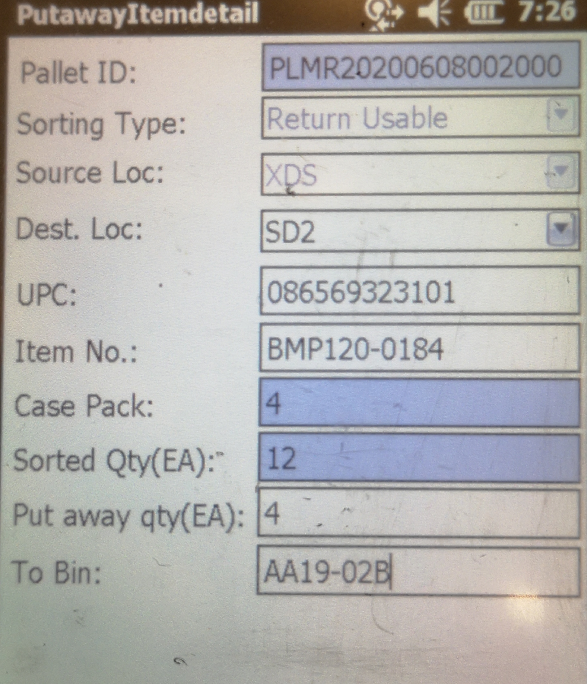 PutawayItemdetail 7:26
Pallet ID: PLMR20200608002000
Sorting Type: Return Usable
Source Loc: XDS
Dest. Loc: SD2
UPC: 086569323101
Item No.: BMP120-0184
Case Pack: 4
Sorted Qty(EA): 12
Put away qty(EA): 4
To Bin: AA19-02B